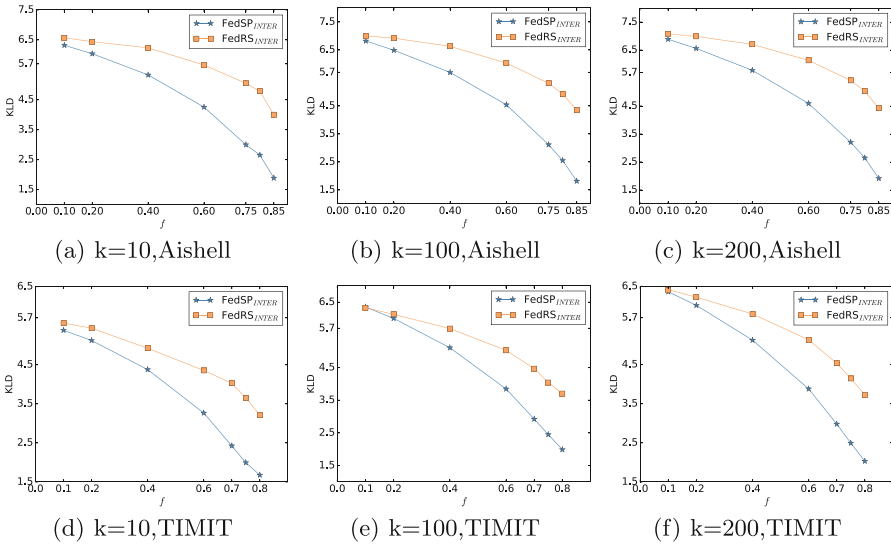 7.5
6.5
5.7
4.5
3.5
2.5
1.5
KLD
FedSP_INTER
FedRS_INTER
0.00 0.10 0.20 0.40 0.60 0.75 0.85
f
(a) k=10,Aishell
7.5
6.5
5.7
4.5
3.5
2.5
1.5
KLD
FedSP_INTER
FedRS_INTER
0.00 0.10 0.20 0.40 0.60 0.75 0.85
f
(b) k=100,Aishell
7.5
6.5
5.7
4.5
3.5
2.5
1.5
KLD
FedSP_INTER
FedRS_INTER
0.00 0.10 0.20 0.40 0.60 0.75 0.85
f
(c) k=200,Aishell
6.5
5.7
4.5
3.5
2.5
1.5
KLD
FedSP_INTER
FedRS_INTER
0.0 0.1 0.2 0.4 0.6 0.7 0.8
f
(d) k=10,TIMIT
6.5
5.7
4.5
3.5
2.5
1.5
KLD
FedSP_INTER
FedRS_INTER
0.0 0.1 0.2 0.4 0.6 0.7 0.8
f
(e) k=100,TIMIT
6.5
5.7
4.5
3.5
2.5
1.5
KLD
FedSP_INTER
FedRS_INTER
0.0 0.1 0.2 0.4 0.6 0.7 0.8
f
(f) k=200,TIMIT